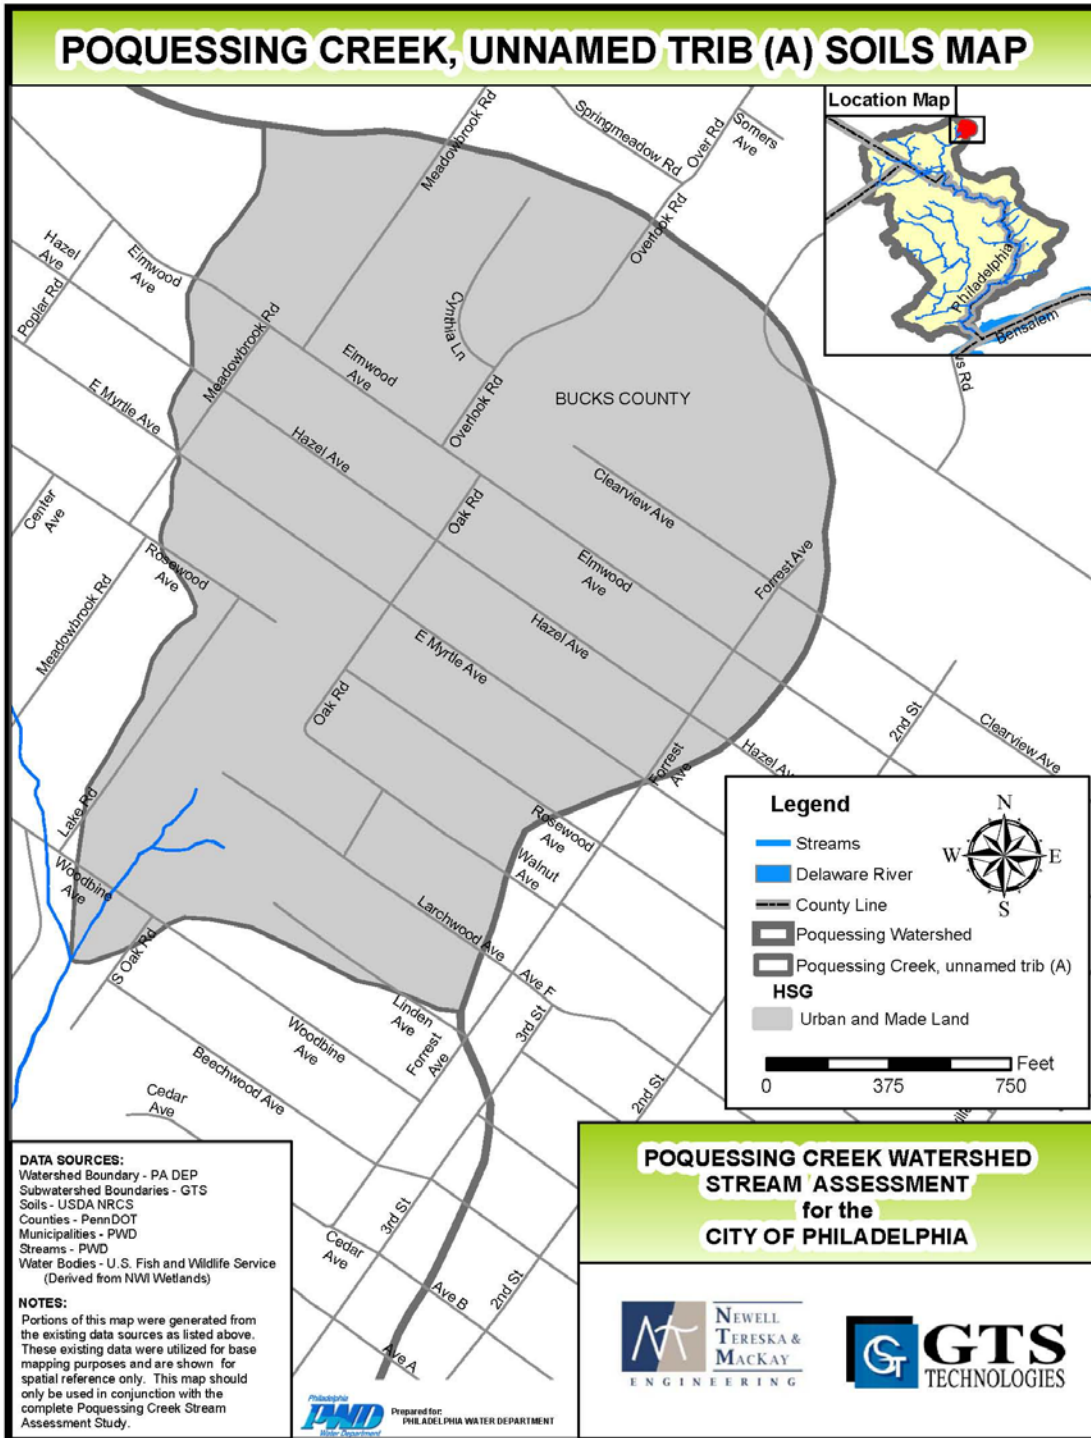 POQUESSING CREEK, UNNAMED TRIB (A) SOILS MAP
Location Map
Philadelphia
Bensalem
ws Rd
Meadowbrook Rd
Springmeadow Rd
Over Rd
Somers
Ave
Overlook Rd
Hazel
Ave
Elmwood
Ave
Poplar Rd
Cynthia Ln
Meadowbrook Rd
Elmwood
Ave
Overlook Rd
BUCKS COUNTY
E Myrtle Ave
Hazel Ave
Clearview Ave
Oak Rd
Center
Ave
Rosewood
Ave
Elmwood
Ave
Forrest Ave
Meadowbrook Rd
Hazel Ave
E Myrtle Ave
Oak Rd
2nd St
Clearview Ave
Hazel Av
Forrest
Ave
Lake Rd
Rosewood
Ave
Walnut
Ave
Woodbine
Ave
Larchwood Ave
S Oak Rd
Ave F
Linden
Ave
3rd St
Woodbine
Ave
Forrest
Ave
Beechwood Ave
2nd St
Cedar
Ave
3rd St
Cedar
Ave
2nd St
Ave B
Ave A
Legend
N
W
E
S
Streams
Delaware River
County Line
Poquessing Watershed
Poquessing Creek, unnamed trib (A)
HSG
Urban and Made Land
Feet
0 375 750
DATA SOURCES:
Watershed Boundary - PA DEP
Subwatershed Boundaries - GTS
Soils - USDA NRCS
Counties - PennDOT
Municipalities - PWD
Streams - PWD
Water Bodies - U.S. Fish and Wildlife Service
(Derived from NWI Wetlands)
NOTES:
Portions of this map were generated from
the existing data sources as listed above.
These existing data were utilized for base
mapping purposes and are shown for
spatial reference only. This map should
only be used in conjunction with the
complete Poquessing Creek Stream
Assessment Study.
Philadelphia
PWD
Water Department
Prepared for:
PHILADELPHIA WATER DEPARTMENT
POQUESSING CREEK WATERSHED
STREAM ASSESSMENT
for the
CITY OF PHILADELPHIA
NEWELL
TERESKA &
MACKAY
ENGINEERING
GTS
TECHNOLOGIES